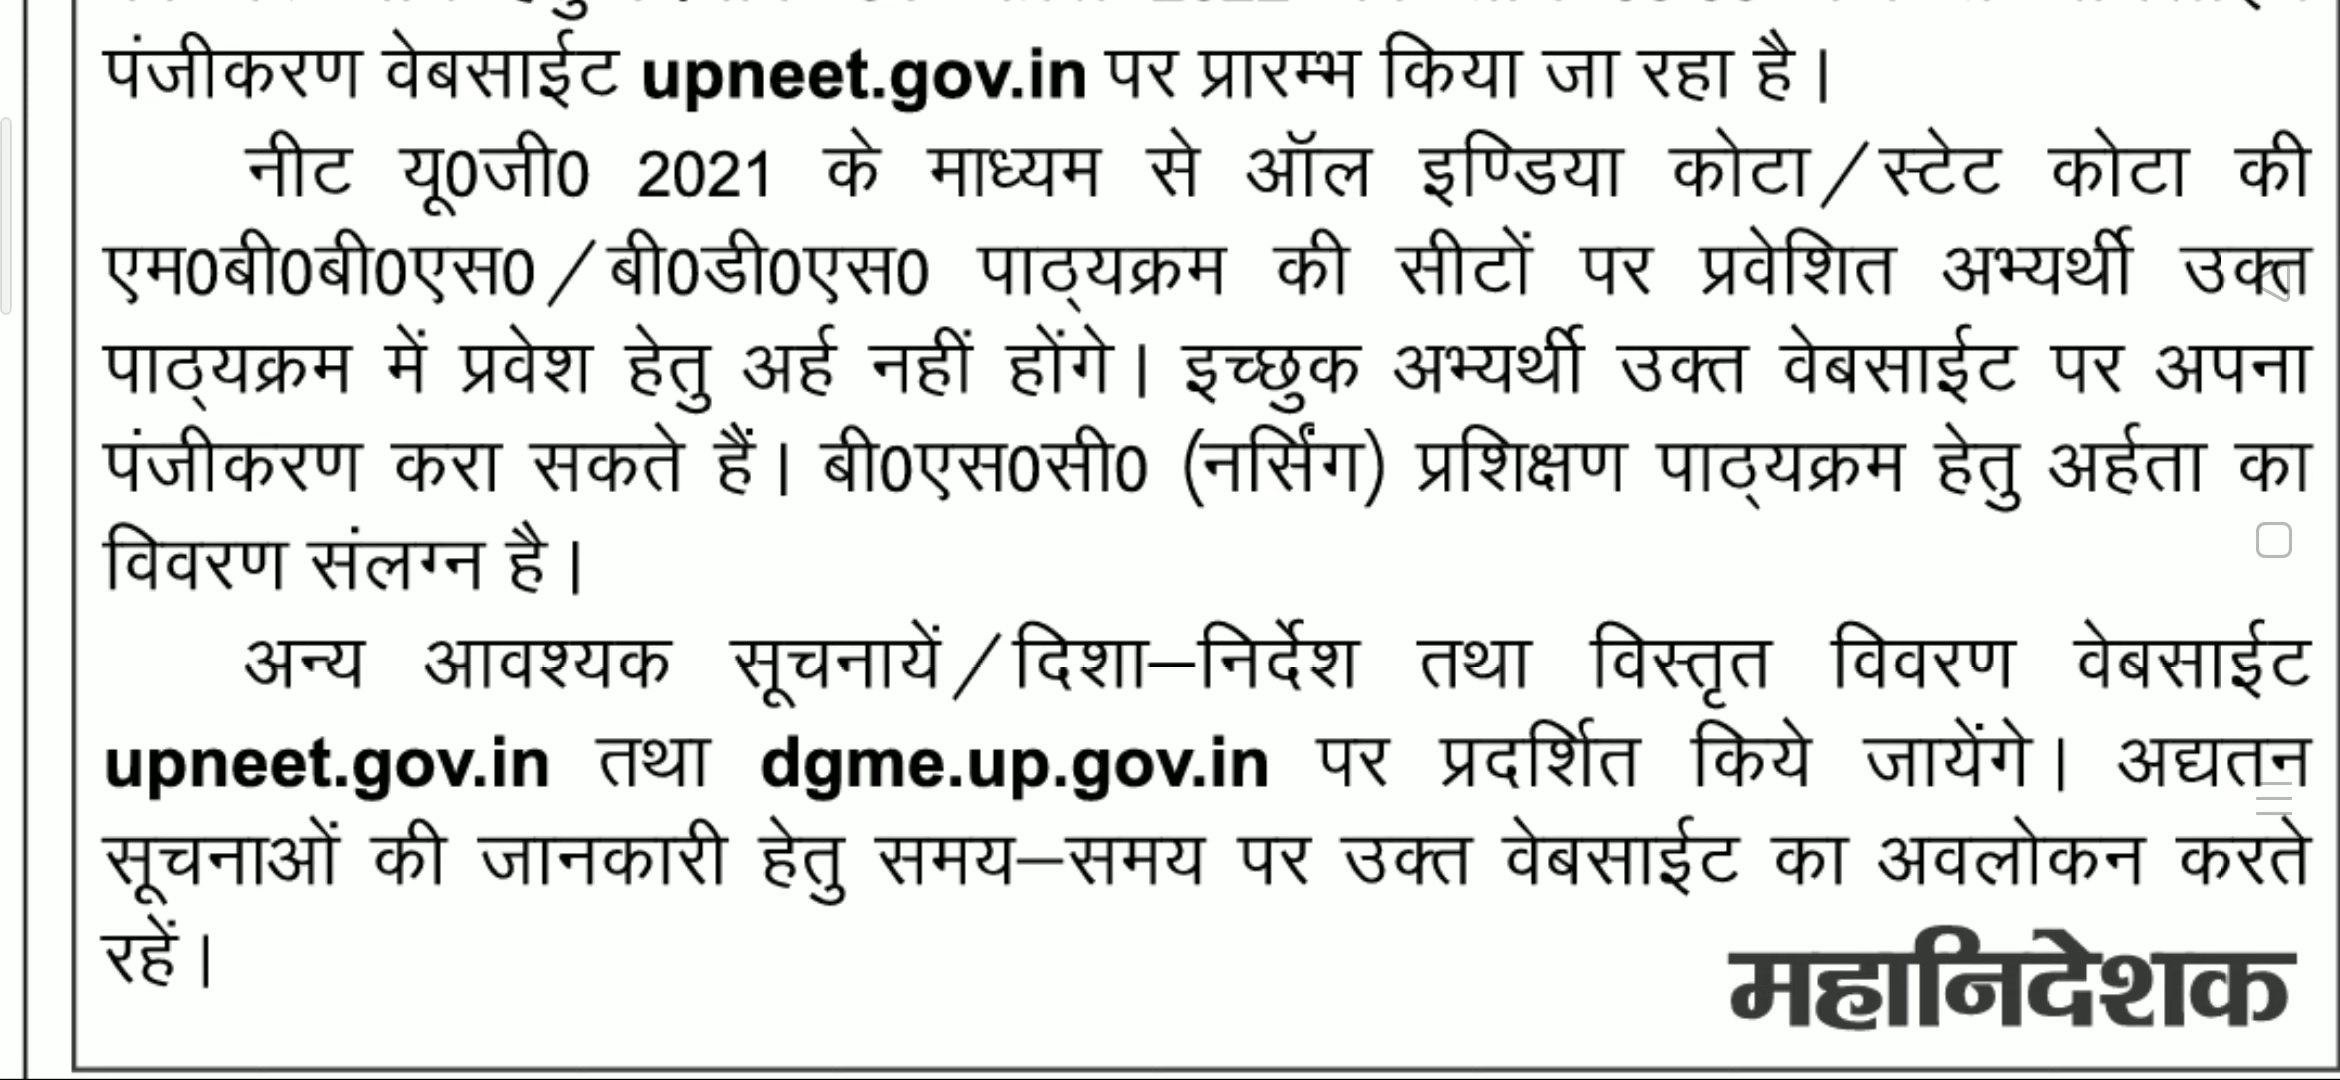 पंजीकरण वेबसाईट upneet.gov.in पर प्रारम्भ किया जा रहा है।
नीट यू0जी0 2021 के माध्यम से ऑल इण्डिया कोटा/स्टेट कोटा की
एम0बी0बी0एस0/बी0डी0एस0 पाठ्यक्रम की सीटों पर प्रवेशित अभ्यर्थी उक्त
पाठ्यक्रम में प्रवेश हेतु अर्ह नहीं होंगे। इच्छुक अभ्यर्थी उक्त वेबसाईट पर अपना
पंजीकरण करा सकते हैं। बी0एस0सी0 (नर्सिंग) प्रशिक्षण पाठ्यक्रम हेतु अर्हता का
विवरण संलग्न है।
अन्य आवश्यक सूचनायें/दिशा–निर्देश तथा विस्तृत विवरण वेबसाईट
upneet.gov.in तथा dgme.up.gov.in पर प्रदर्शित किये जायेंगे। अद्यतन
सूचनाओं की जानकारी हेतु समय–समय पर उक्त वेबसाईट का अवलोकन करते
रहें।
महानिदेशक